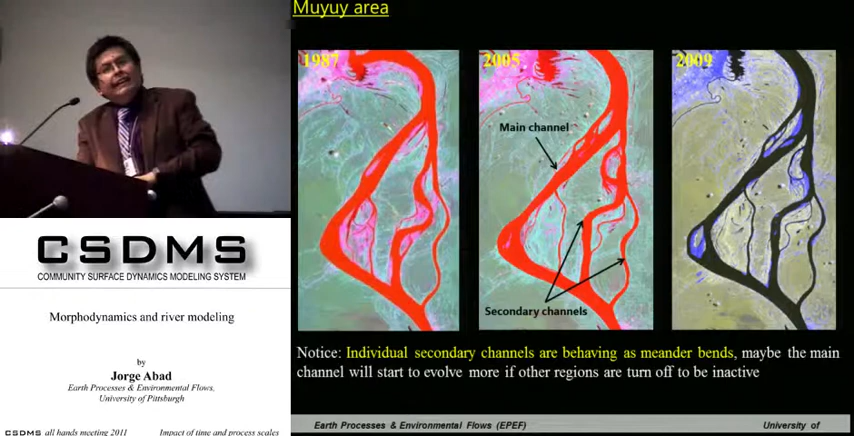 Muyuy area
1987
2005
2009
Main channel
Secondary channels
Notice: Individual secondary channels are behaving as meander bends, maybe the main
channel will start to evolve more if other regions are turn off to be inactive
Earth Processes & Environmental Flows (EPEF) University of
CSDMS
COMMUNITY SURFACE DYNAMICS MODELING SYSTEM
Morphodynamics and river modeling
by
Jorge Abad
Earth Processes & Environmental Flows,
University of Pittsburgh
CSDMS all hands meeting 2011 Impact of time and process scales